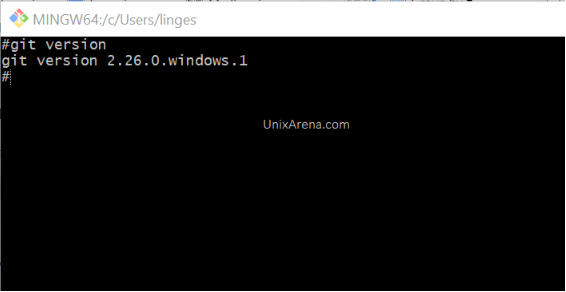 MINGW64:/c/Users/linges
#git version
git version 2.26.0.windows.1
#
UnixArena.com